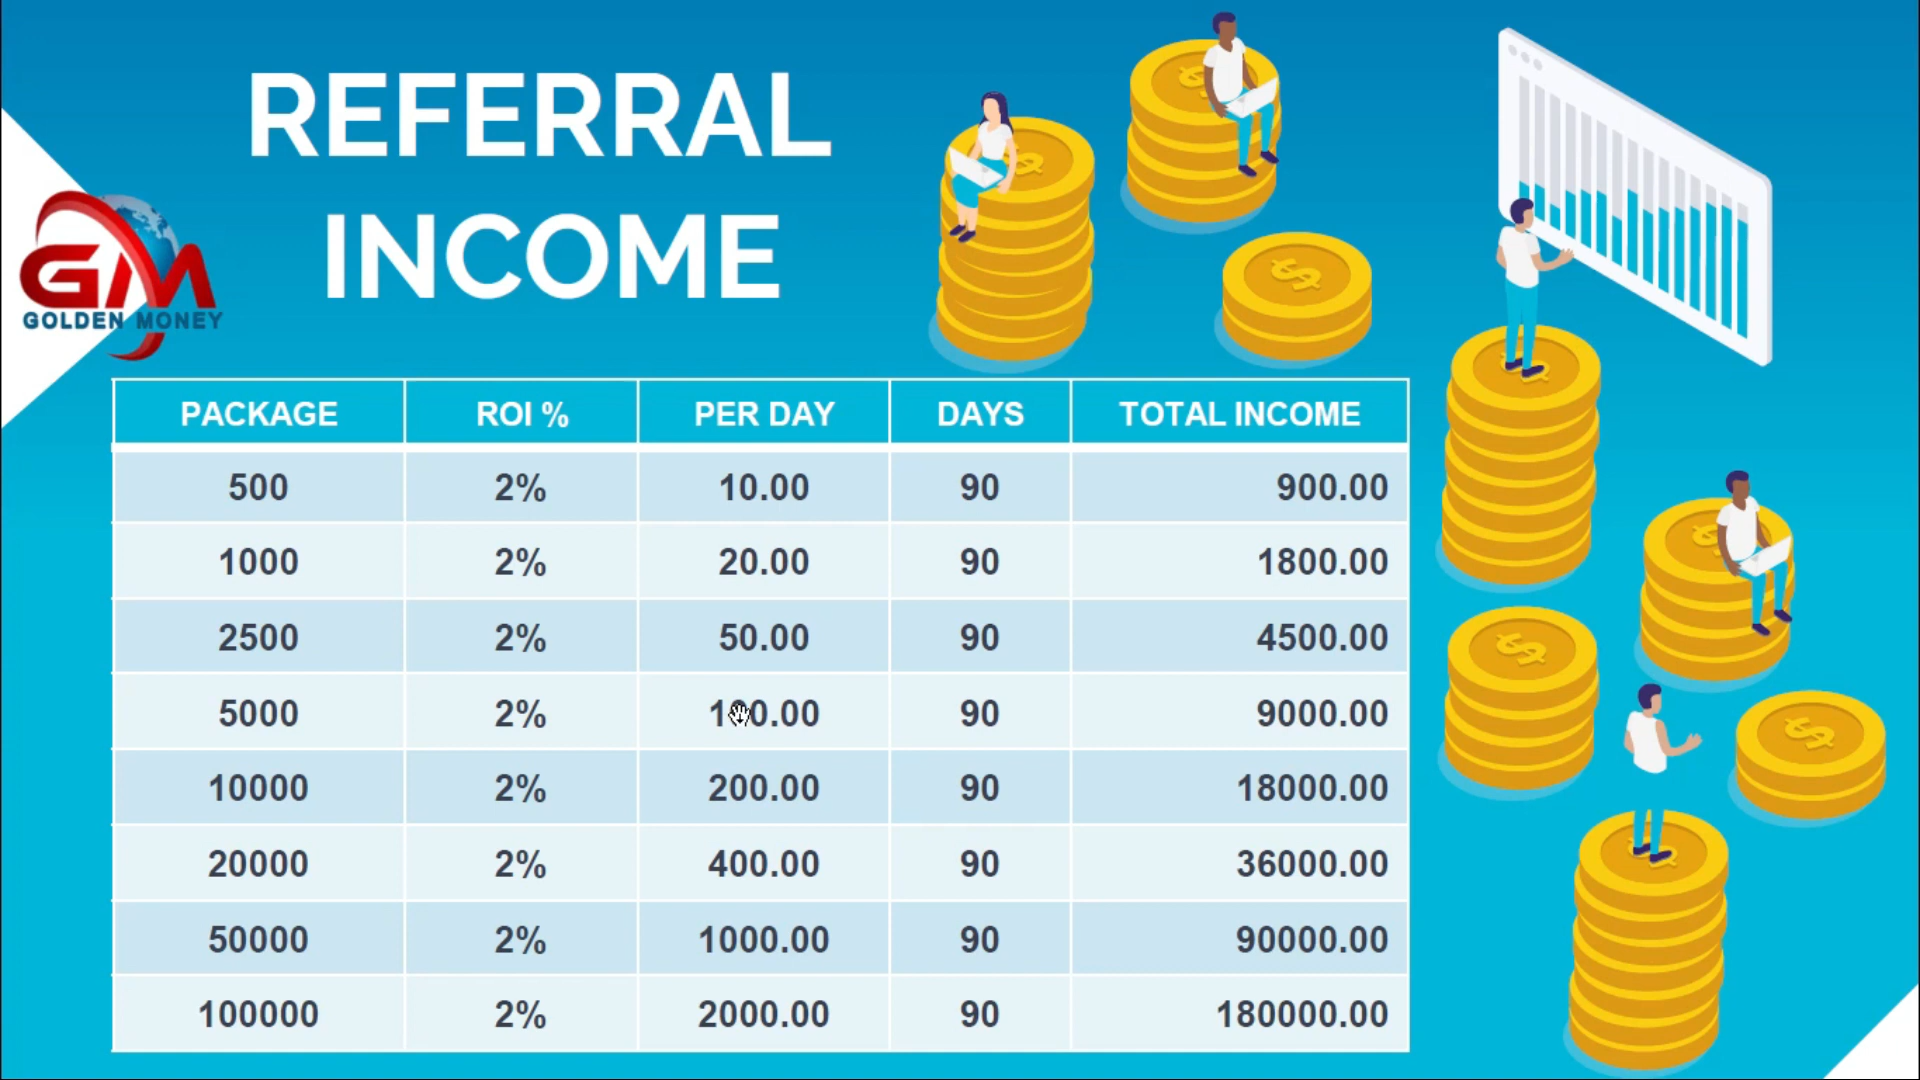 REFERRAL
INCOME
GM
GOLDEN MONEY
PACKAGE ROI % PER DAY DAYS TOTAL INCOME
500 2% 10.00 90 900.00
1000 2% 20.00 90 1800.00
2500 2% 50.00 90 4500.00
5000 2% 100.00 90 9000.00
10000 2% 200.00 90 18000.00
20000 2% 400.00 90 36000.00
50000 2% 1000.00 90 90000.00
100000 2% 2000.00 90 180000.00